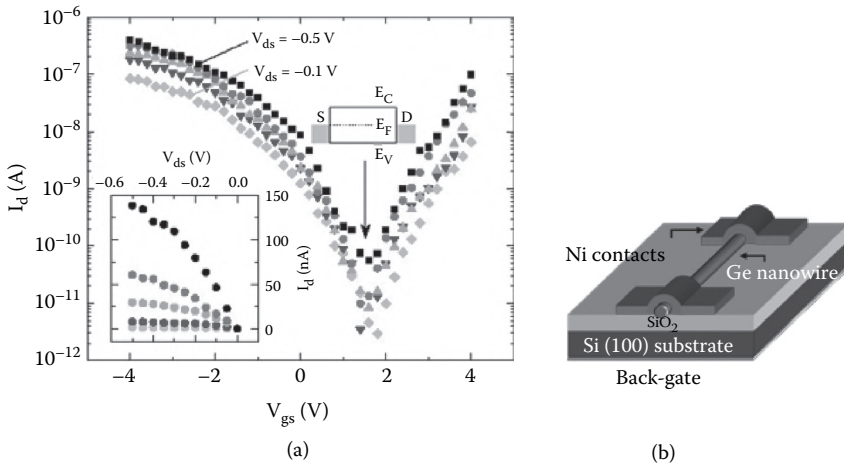 10⁻⁶
10⁻⁷
10⁻⁸
10⁻⁹
10⁻¹⁰
10⁻¹¹
10⁻¹²
I_d (A)
V_ds = −0.5 V
V_ds = −0.1 V
E_C
S
D
E_F
E_V
V_ds (V)
−0.6 −0.4 −0.2 0.0
150
100
50
0
I_d (nA)
−4 −2 0 2 4
V_gs (V)
(a)
Ni contacts
Ge nanowire
SiO₂
Si (100) substrate
Back-gate
(b)